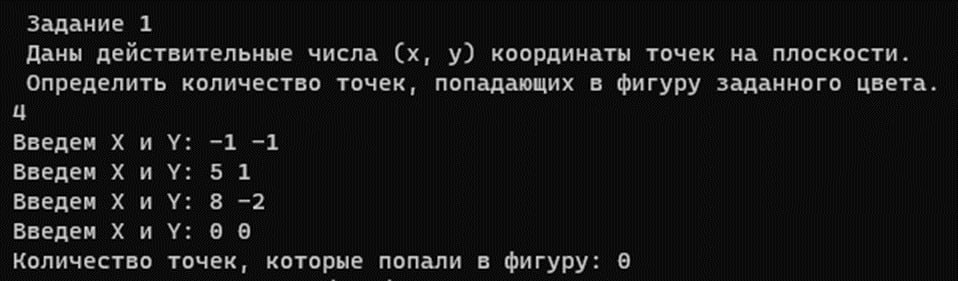 Задание 1
Даны действительные числа (x, y) координаты точек на плоскости.
Определить количество точек, попадающих в фигуру заданного цвета.
4
Введем X и Y: -1 -1
Введем X и Y: 5 1
Введем X и Y: 8 -2
Введем X и Y: 0 0
Количество точек, которые попали в фигуру: 0